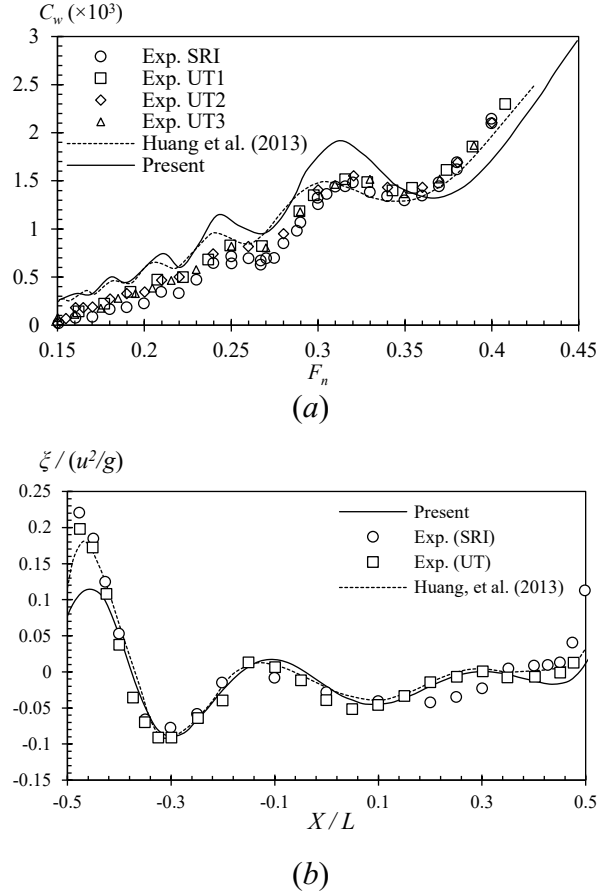 C_w (×10³)
3
2.5
2
1.5
1
0.5
0
Exp. SRI
Exp. UT1
Exp. UT2
Exp. UT3
Huang et al. (2013)
Present
0.15 0.2 0.25 0.3 0.35 0.4 0.45
F_n
(a)
ξ / (u²/g)
0.25
0.2
0.15
0.1
0.05
0
-0.05
-0.1
-0.15
Present
Exp. (SRI)
Exp. (UT)
Huang, et al. (2013)
-0.5 -0.3 -0.1 0.1 0.3 0.5
X / L
(b)